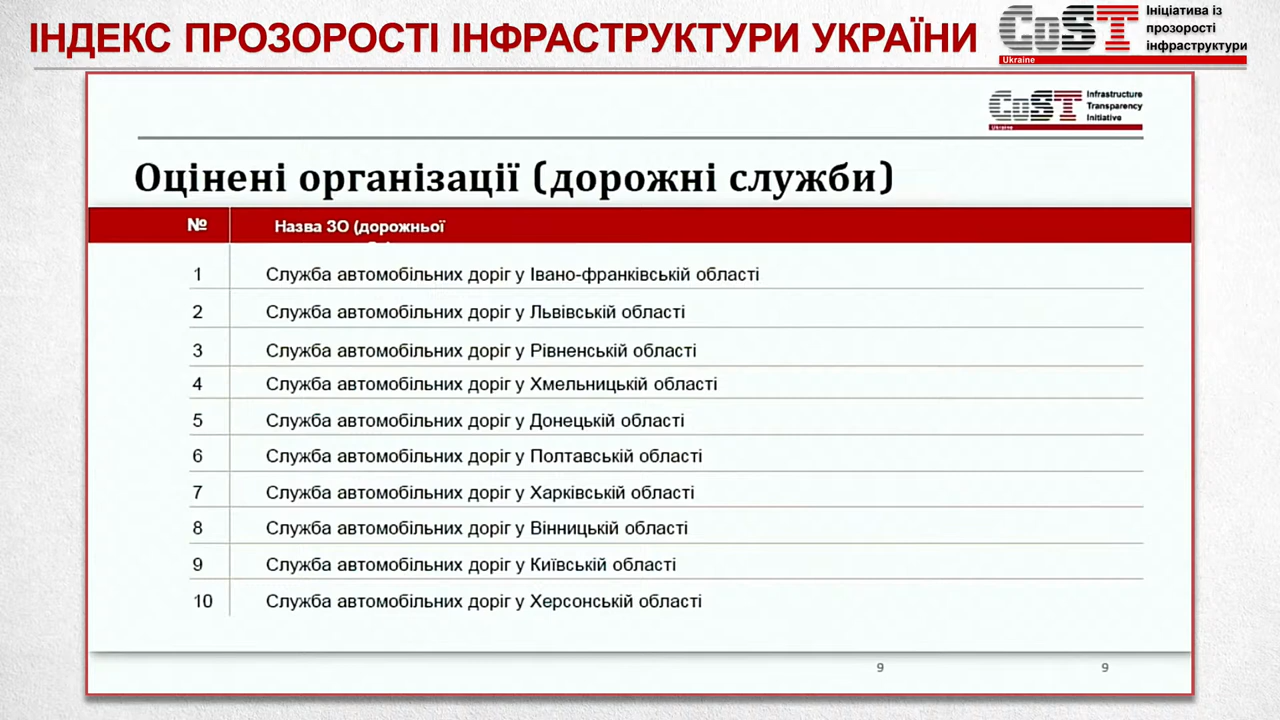 ІНДЕКС ПРОЗОРОСТІ ІНФРАСТРУКТУРИ УКРАЇНИ
CoST
Ініціатива із
прозорості
інфраструктури
Ukraine
CoST
Infrastructure
Transparency
Initiative
Ukraine
Оцінені організації (дорожні служби)
№ Назва ЗО (дорожньої
1 Служба автомобільних доріг у Івано-франківській області
2 Служба автомобільних доріг у Львівській області
3 Служба автомобільних доріг у Рівненській області
4 Служба автомобільних доріг у Хмельницькій області
5 Служба автомобільних доріг у Донецькій області
6 Служба автомобільних доріг у Полтавській області
7 Служба автомобільних доріг у Харківській області
8 Служба автомобільних доріг у Вінницькій області
9 Служба автомобільних доріг у Київській області
10 Служба автомобільних доріг у Херсонській області
9 9